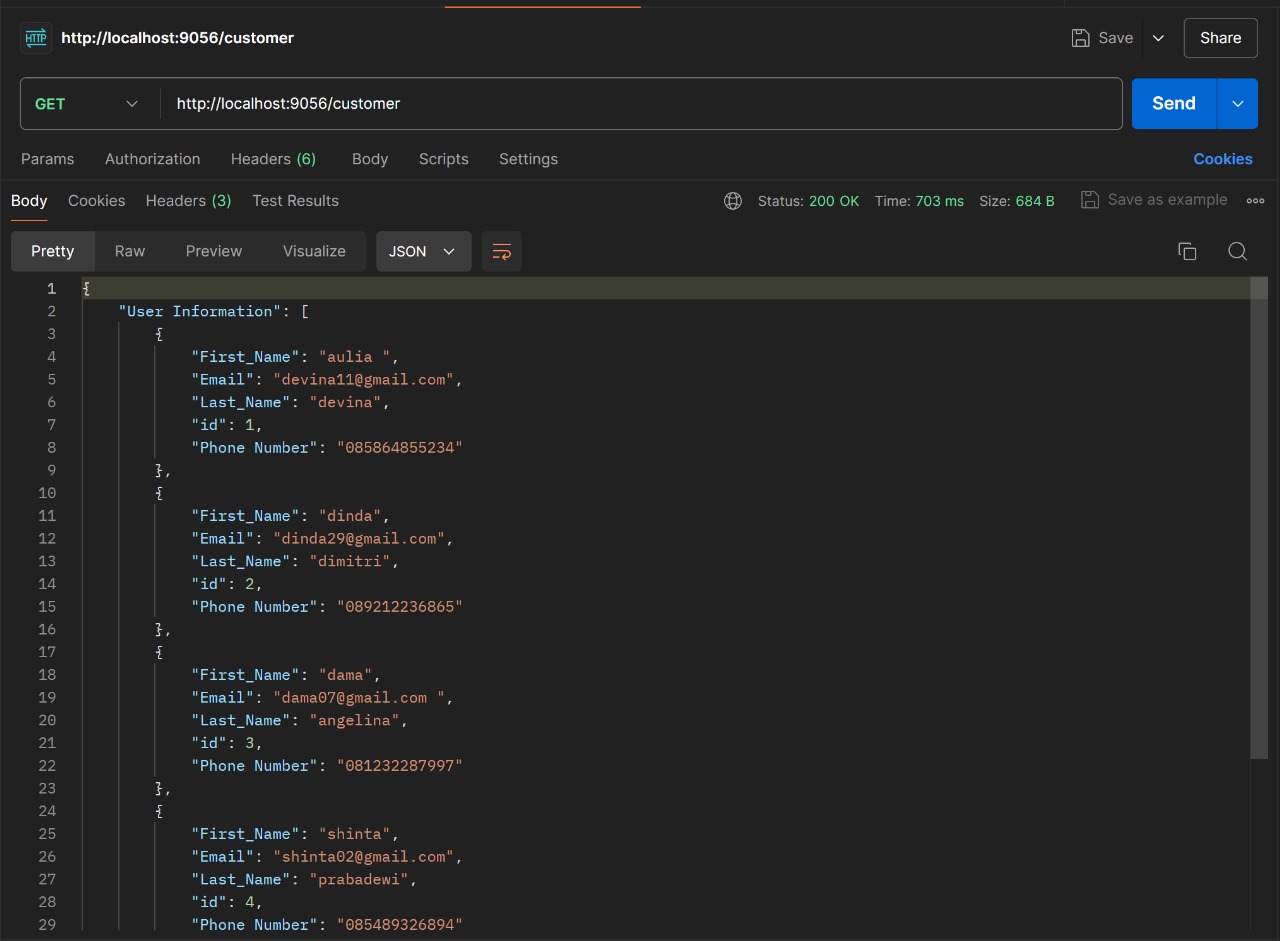 HTTP http://localhost:9056/customer Save Share
GET http://localhost:9056/customer Send
Params Authorization Headers (6) Body Scripts Settings Cookies
Body Cookies Headers (3) Test Results Status: 200 OK Time: 703 ms Size: 684 B Save as example
Pretty Raw Preview Visualize JSON
1 {
2 "User Information": [
3 {
4 "First_Name": "aulia ",
5 "Email": "devina11@gmail.com",
6 "Last_Name": "devina",
7 "id": 1,
8 "Phone Number": "085864855234"
9 },
10 {
11 "First_Name": "dinda",
12 "Email": "dinda29@gmail.com",
13 "Last_Name": "dimitri",
14 "id": 2,
15 "Phone Number": "089212236865"
16 },
17 {
18 "First_Name": "dama",
19 "Email": "dama07@gmail.com ",
20 "Last_Name": "angelina",
21 "id": 3,
22 "Phone Number": "081232287997"
23 },
24 {
25 "First_Name": "shinta",
26 "Email": "shinta02@gmail.com",
27 "Last_Name": "prabadewi",
28 "id": 4,
29 "Phone Number": "085489326894"